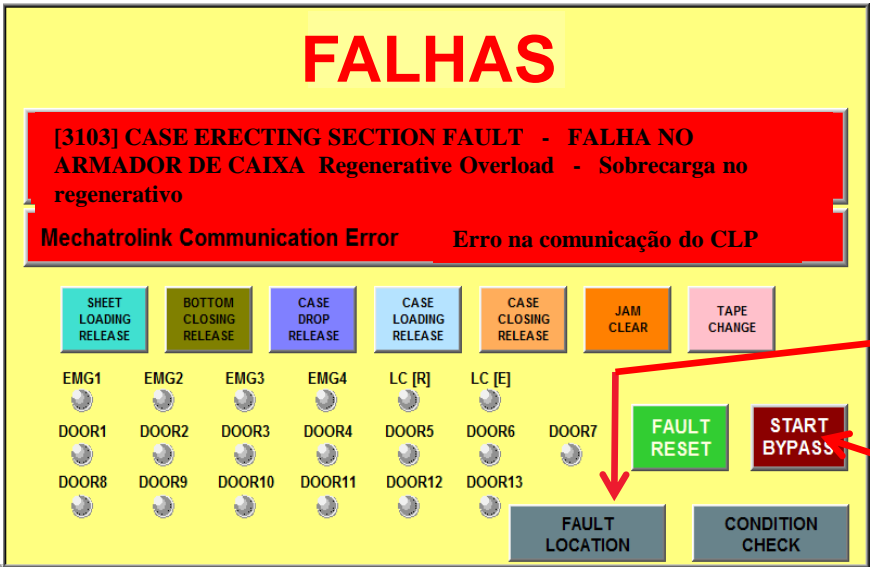 FALHAS
[3103] CASE ERECTING SECTION FAULT - FALHA NO
ARMADOR DE CAIXA Regenerative Overload - Sobrecarga no
regenerativo
Mechatrolink Communication Error Erro na comunicação do CLP
SHEET
LOADING
RELEASE
BOTTOM
CLOSING
RELEASE
CASE
DROP
RELEASE
CASE
LOADING
RELEASE
CASE
CLOSING
RELEASE
JAM
CLEAR
TAPE
CHANGE
EMG1 EMG2 EMG3 EMG4 LC [R] LC [E]
DOOR1 DOOR2 DOOR3 DOOR4 DOOR5 DOOR6 DOOR7
FAULT
RESET
START
BYPASS
DOOR8 DOOR9 DOOR10 DOOR11 DOOR12 DOOR13
FAULT
LOCATION
CONDITION
CHECK